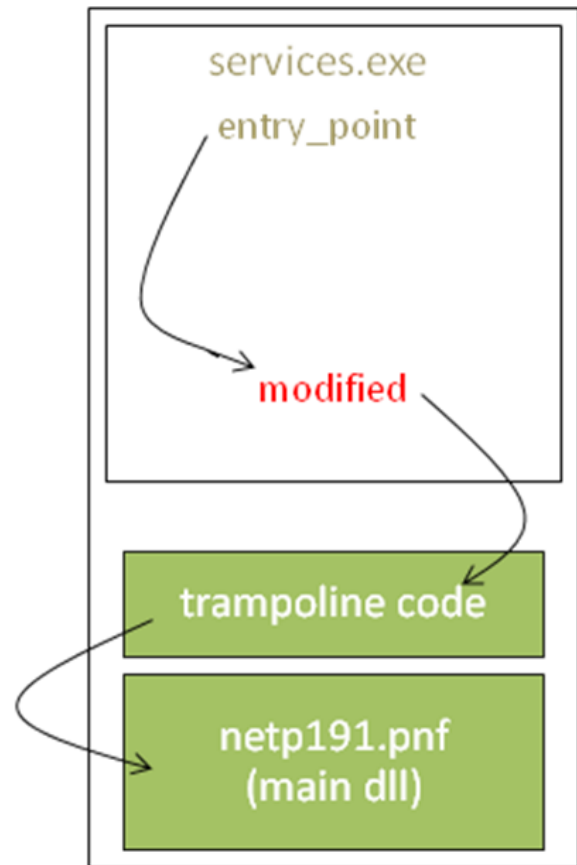 services.exe
entry_point
modified
trampoline code
netp191.pnf
(main dll)